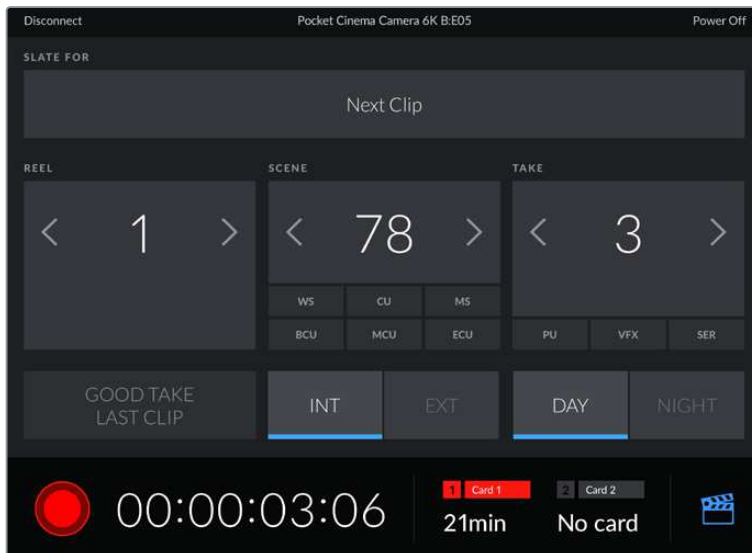 Disconnect Pocket Cinema Camera 6K B:E05 Power Off
SLATE FOR
Next Clip
REEL SCENE TAKE
1 78 3
WS CU MS
BCU MCU ECU PU VFX SER
GOOD TAKE
LAST CLIP
INT EXT DAY NIGHT
00:00:03:06
1 Card 1 2 Card 2
21min No card